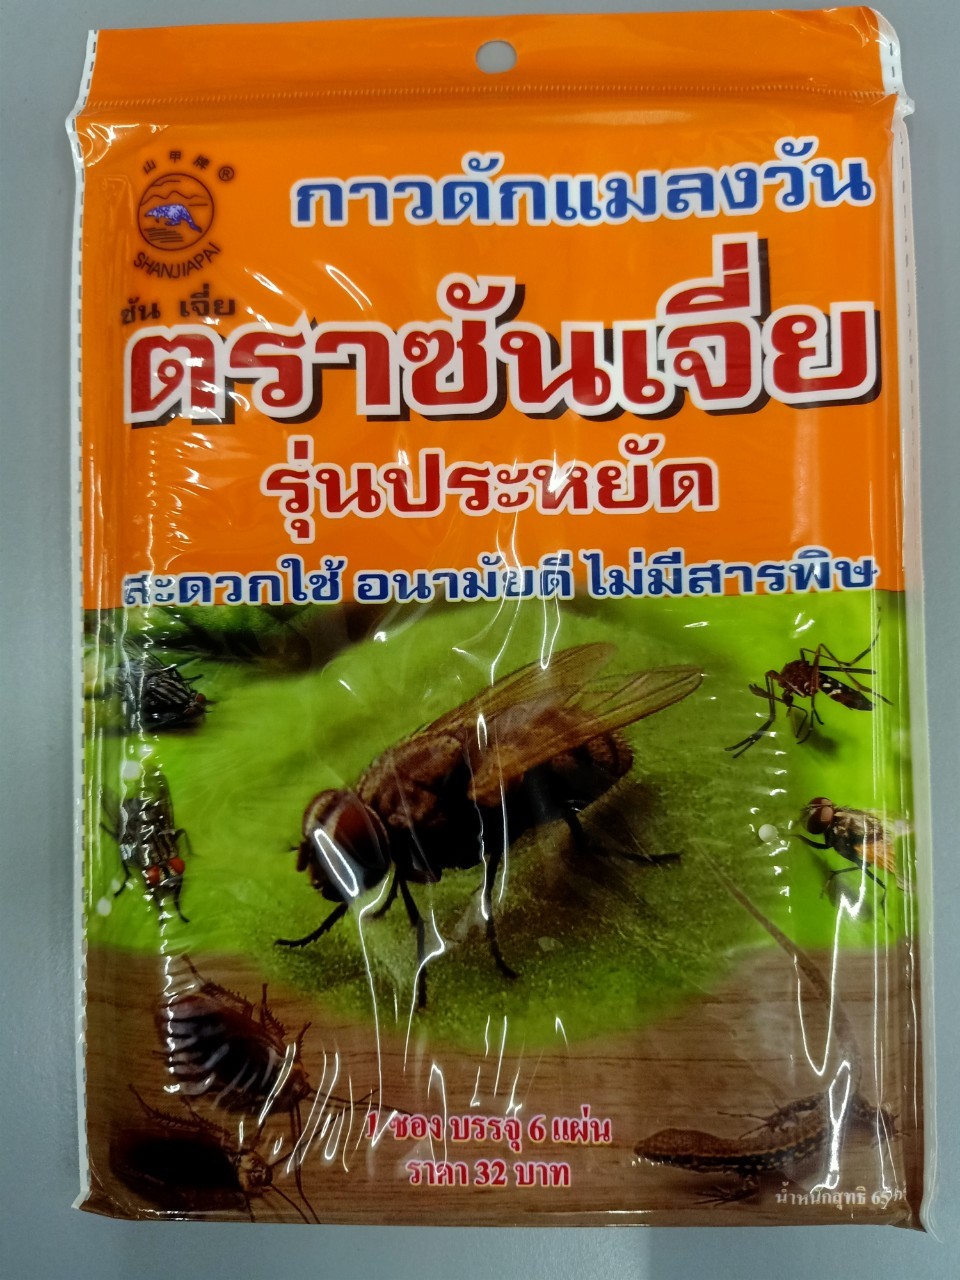 山甲牌®
SHANJIAPAI
ซัน เจี่ย
กาวดักแมลงวัน
ตราซันเจี่ย
รุ่นประหยัด
สะดวกใช้ อนามัยดี ไม่มีสารพิษ
1 ซอง บรรจุ 6 แผ่น
ราคา 32 บาท
น้ำหนักสุทธิ